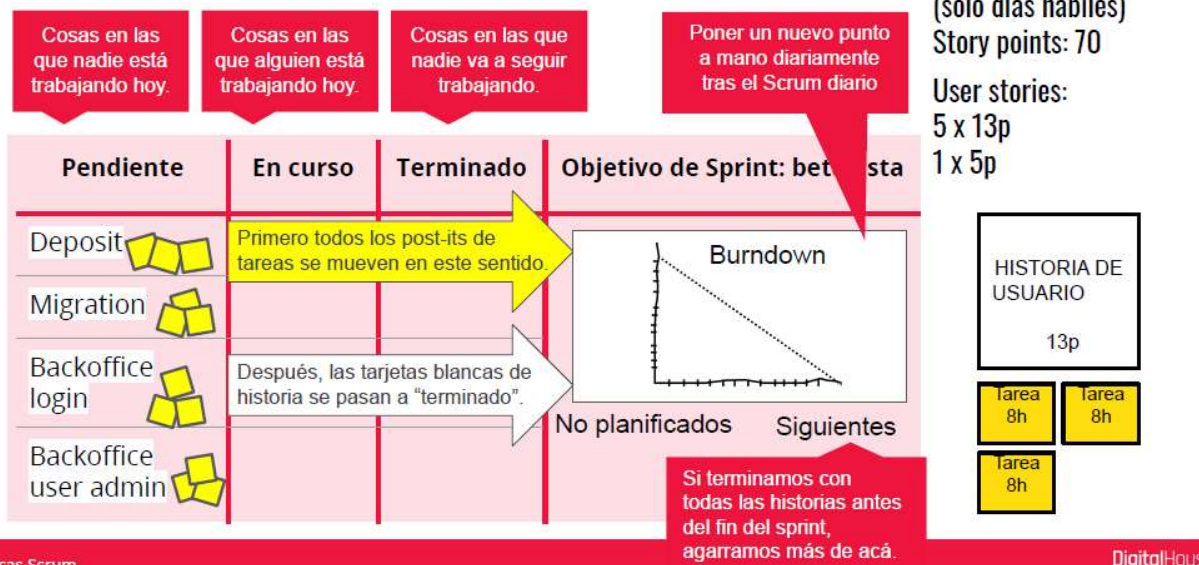 Cosas en las
que nadie está
trabajando hoy.
Cosas en las
que alguien está
trabajando hoy.
Cosas en las que
nadie va a seguir
trabajando.
Poner un nuevo punto
a mano diariamente
tras el Scrum diario
(solo días hábiles)
Story points: 70
User stories:
5 x 13p
1 x 5p
Pendiente
En curso
Terminado
Objetivo de Sprint:
Deposit
Migration
Backoffice
login
Backoffice
user admin
Primero todos los post-its de
tareas se mueven en este sentido.
Después, las tarjetas blancas de
historia se pasan a “terminado”.
Burndown
No planificados
Siguientes
Si terminamos con
todas las historias antes
del fin del sprint,
agarramos más de acá.
HISTORIA DE
USUARIO
13p
Tarea
8h
Tarea
8h
Tarea
8h
Scrum